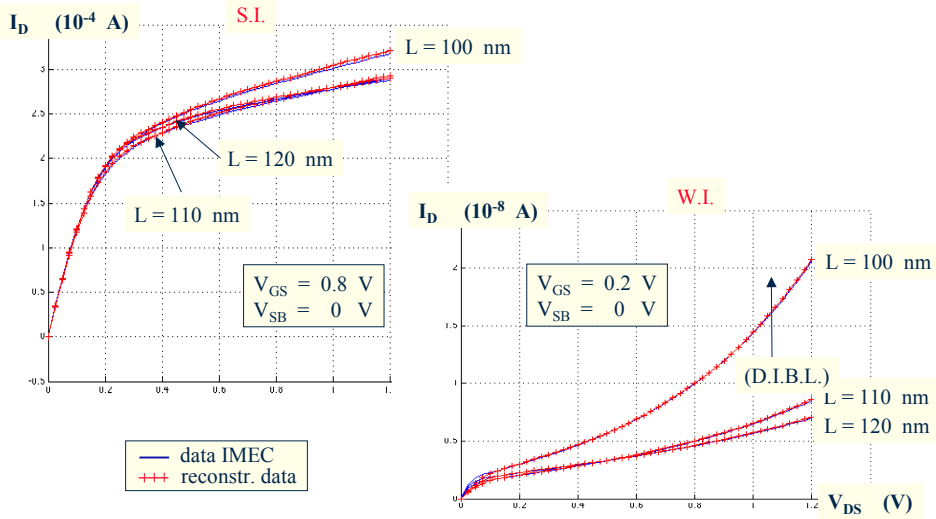 I_D (10^-4 A)
S.I.
L = 100 nm
3
2.5
2
1.5
1
0.5
0
-0.5
L = 120 nm
L = 110 nm
V_GS = 0.8 V
V_SB = 0 V
0 0.2 0.4 0.6 0.8 1 1.
I_D (10^-8 A)
W.I.
L = 100 nm
2
1.5
1
0.5
0
V_GS = 0.2 V
V_SB = 0 V
(D.I.B.L.)
L = 110 nm
L = 120 nm
0 0.2 0.4 0.6 0.8 1 1.2
V_DS (V)
data IMEC
reconstr. data